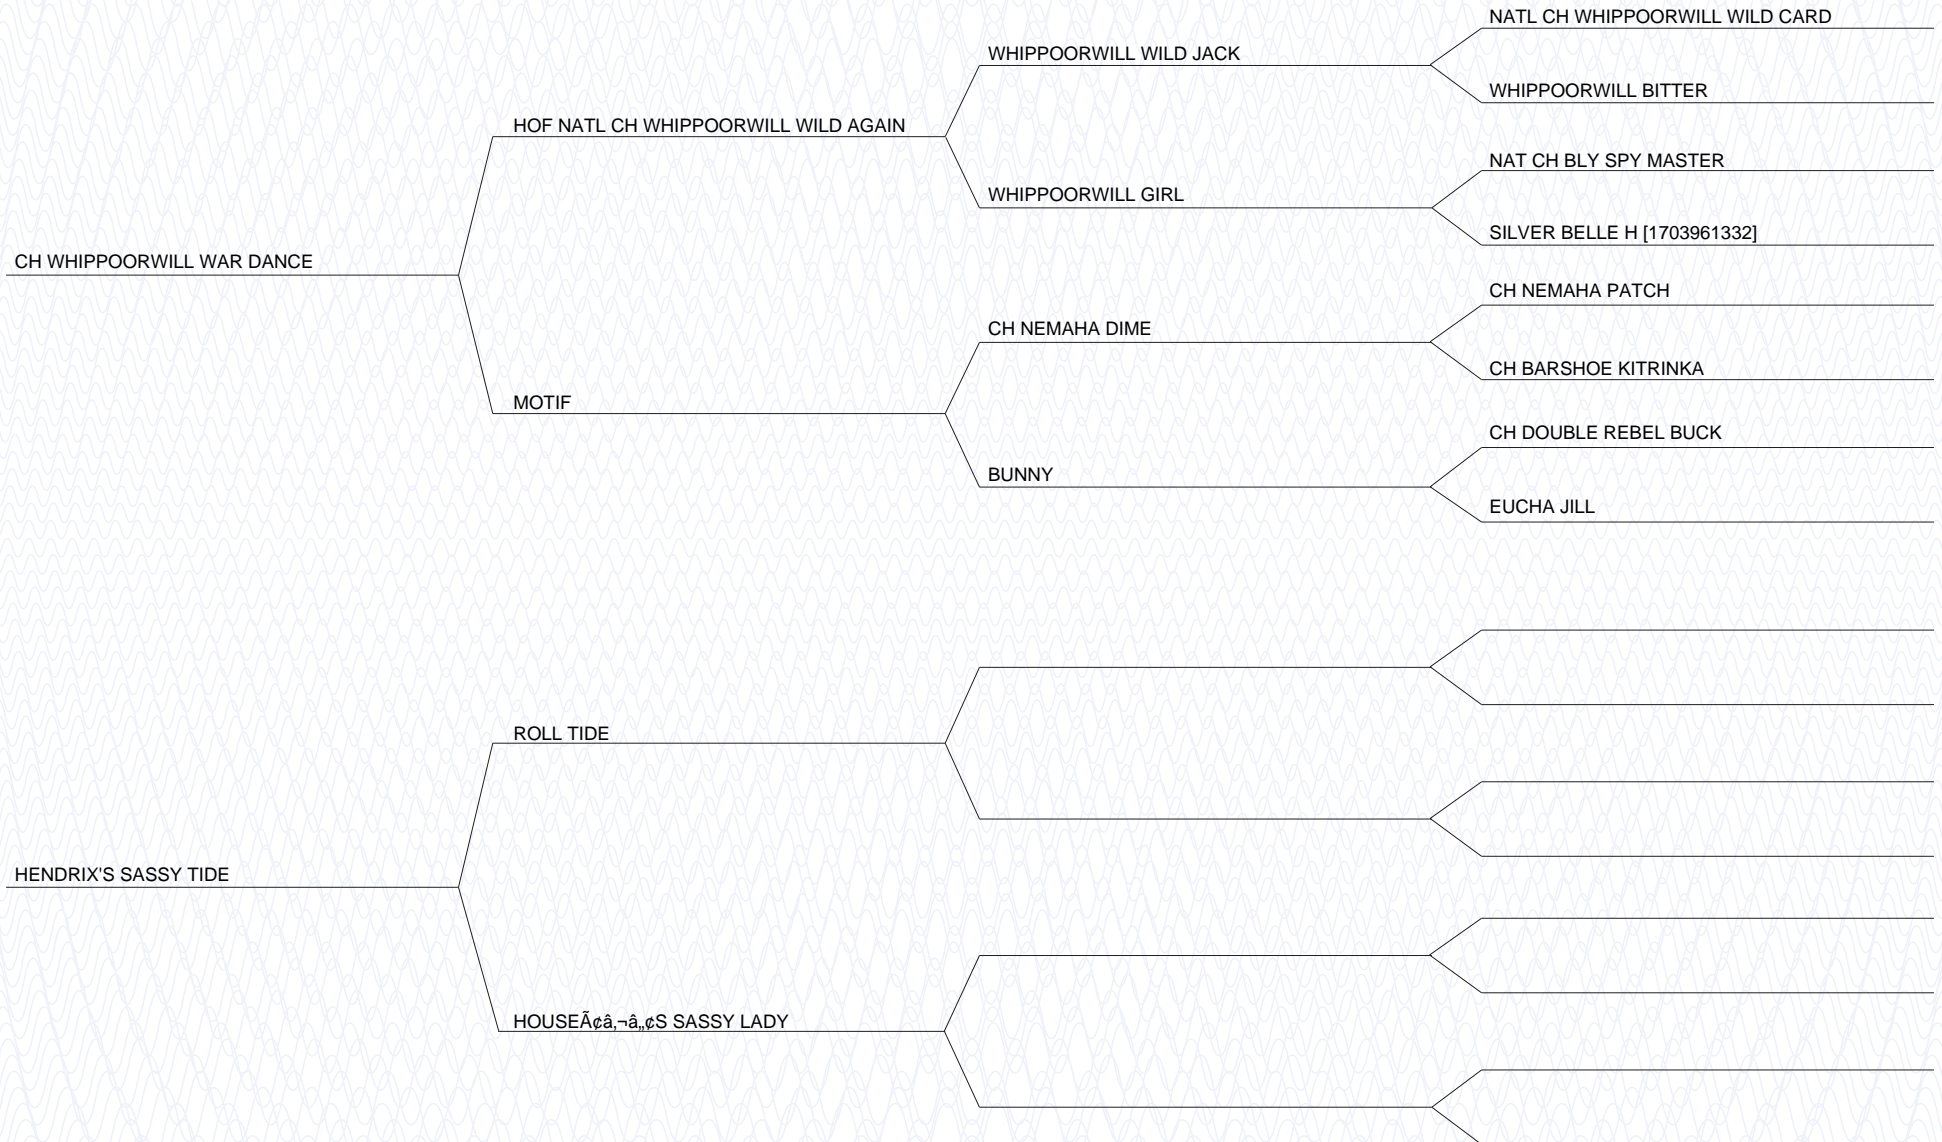 NATL CH WHIPPOORWILL WILD CARD
WHIPPOORWILL WILD JACK
WHIPPOORWILL BITTER
HOF NATL CH WHIPPOORWILL WILD AGAIN
NAT CH BLY SPY MASTER
WHIPPOORWILL GIRL
SILVER BELLE H [1703961332]
CH WHIPPOORWILL WAR DANCE
CH NEMAHA PATCH
CH NEMAHA DIME
CH BARSHOE KITRINKA
MOTIF
CH DOUBLE REBEL BUCK
BUNNY
EUCHA JILL
ROLL TIDE
HENDRIX'S SASSY TIDE
HOUSEÃ¢â‚¬â„¢S SASSY LADY